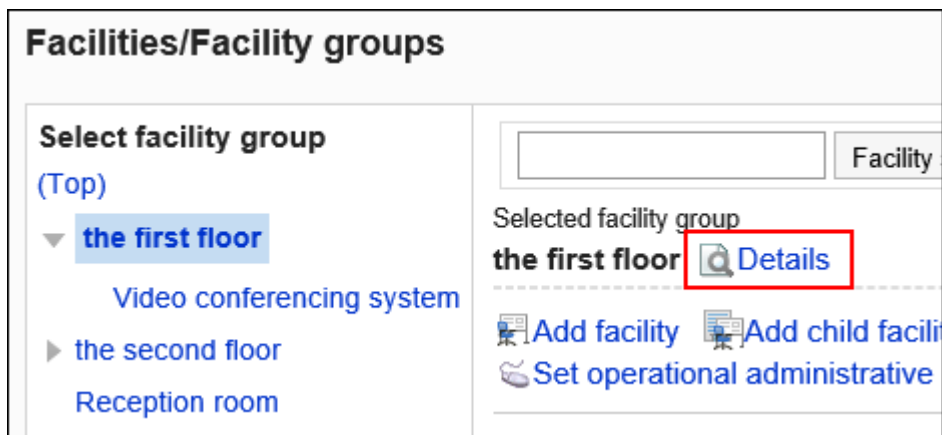 Facilities/Facility groups
Select facility group
(Top)
the first floor
Video conferencing system
the second floor
Reception room
Facility
Selected facility group
the first floor Details
Add facility Add child
Set operational administrative